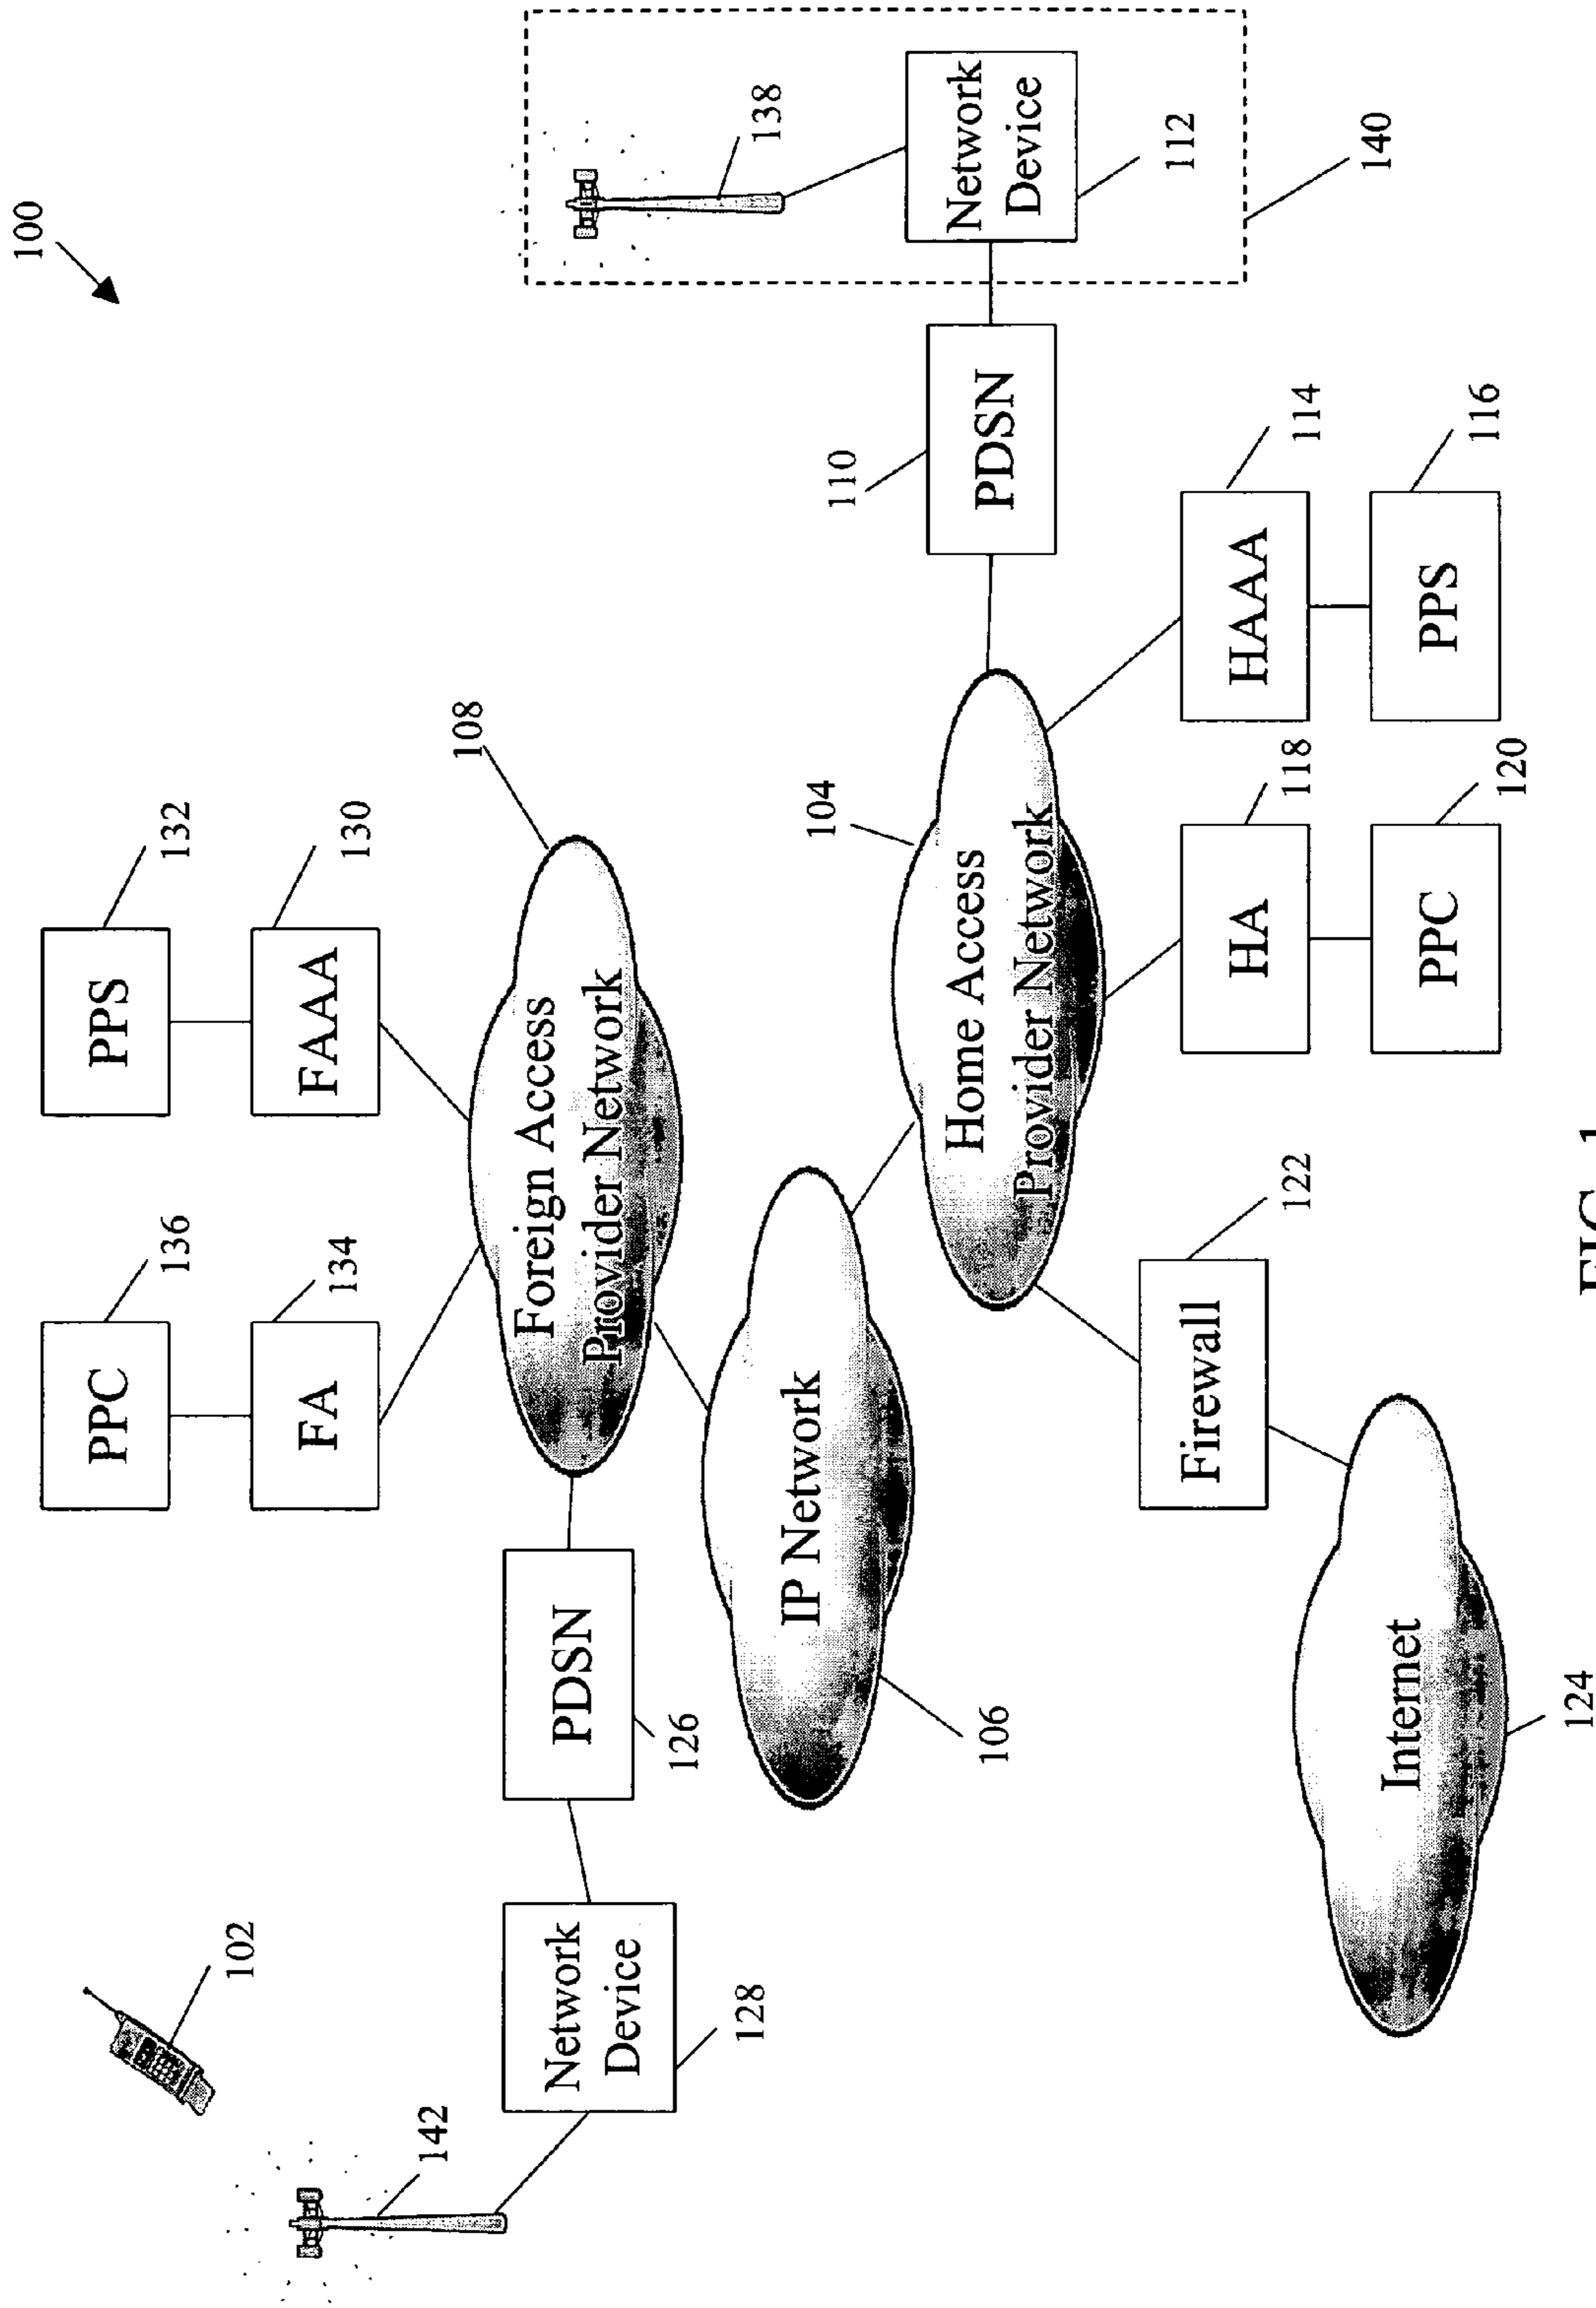 100
PPC
PPS
136
132
102
FA
FAAA
134
130
142
108
Foreign Access
Provider Network
Network
Device
128
PDSN
126
IP Network
106
138
104
110
Home Access
Provider Network
PDSN
Network
Device
112
140
122
Firewall
HA
118
HAAA
114
Internet
124
PPC
120
PPS
116
FIG. 1